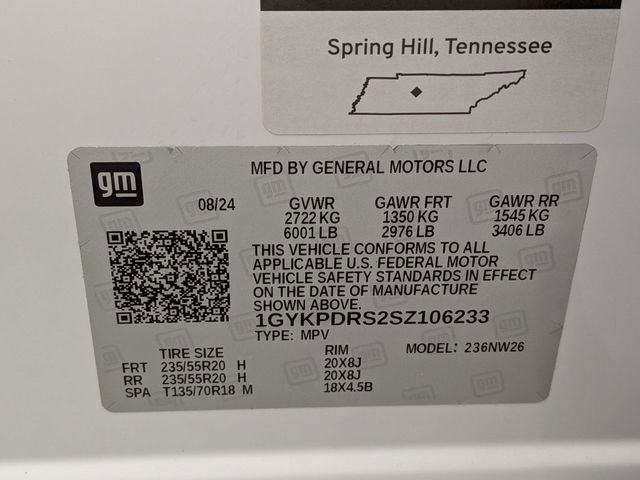 Spring Hill, Tennessee
gm
MFD BY GENERAL MOTORS LLC
08/24 GVWR GAWR FRT GAWR RR
2722 KG 1350 KG 1545 KG
6001 LB 2976 LB 3406 LB
THIS VEHICLE CONFORMS TO ALL
APPLICABLE U.S. FEDERAL MOTOR
VEHICLE SAFETY STANDARDS IN EFFECT
ON THE DATE OF MANUFACTURE
SHOWN ABOVE.
1GYKPDRS2SZ106233
TYPE: MPV MODEL: 236NW26
TIRE SIZE RIM
FRT 235/55R20 H 20X8J
RR 235/55R20 H 20X8J
SPA T135/70R18 M 18X4.5B